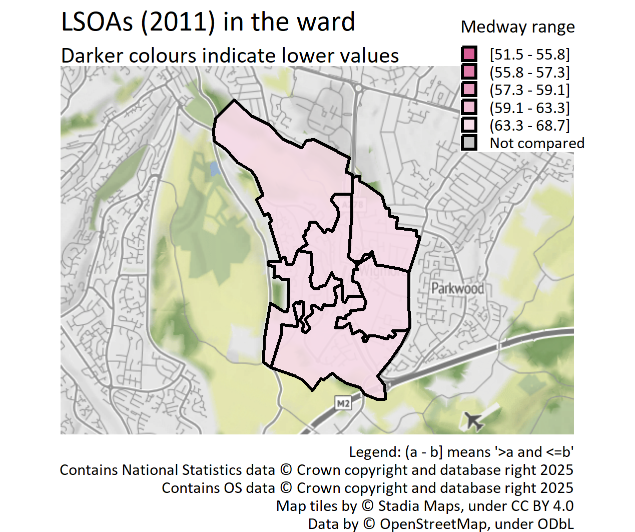 LSOAs (2011) in the ward
Darker colours indicate lower values
Medway range
[51.5 - 55.8]
(55.8 - 57.3]
(57.3 - 59.1]
(59.1 - 63.3]
(63.3 - 68.7]
Not compared
Parkwood
M2
Legend: (a - b] means '>a and <=b'
Contains National Statistics data © Crown copyright and database right 2025
Contains OS data © Crown copyright and database right 2025
Map tiles by © Stadia Maps, under CC BY 4.0
Data by © OpenStreetMap, under ODbL